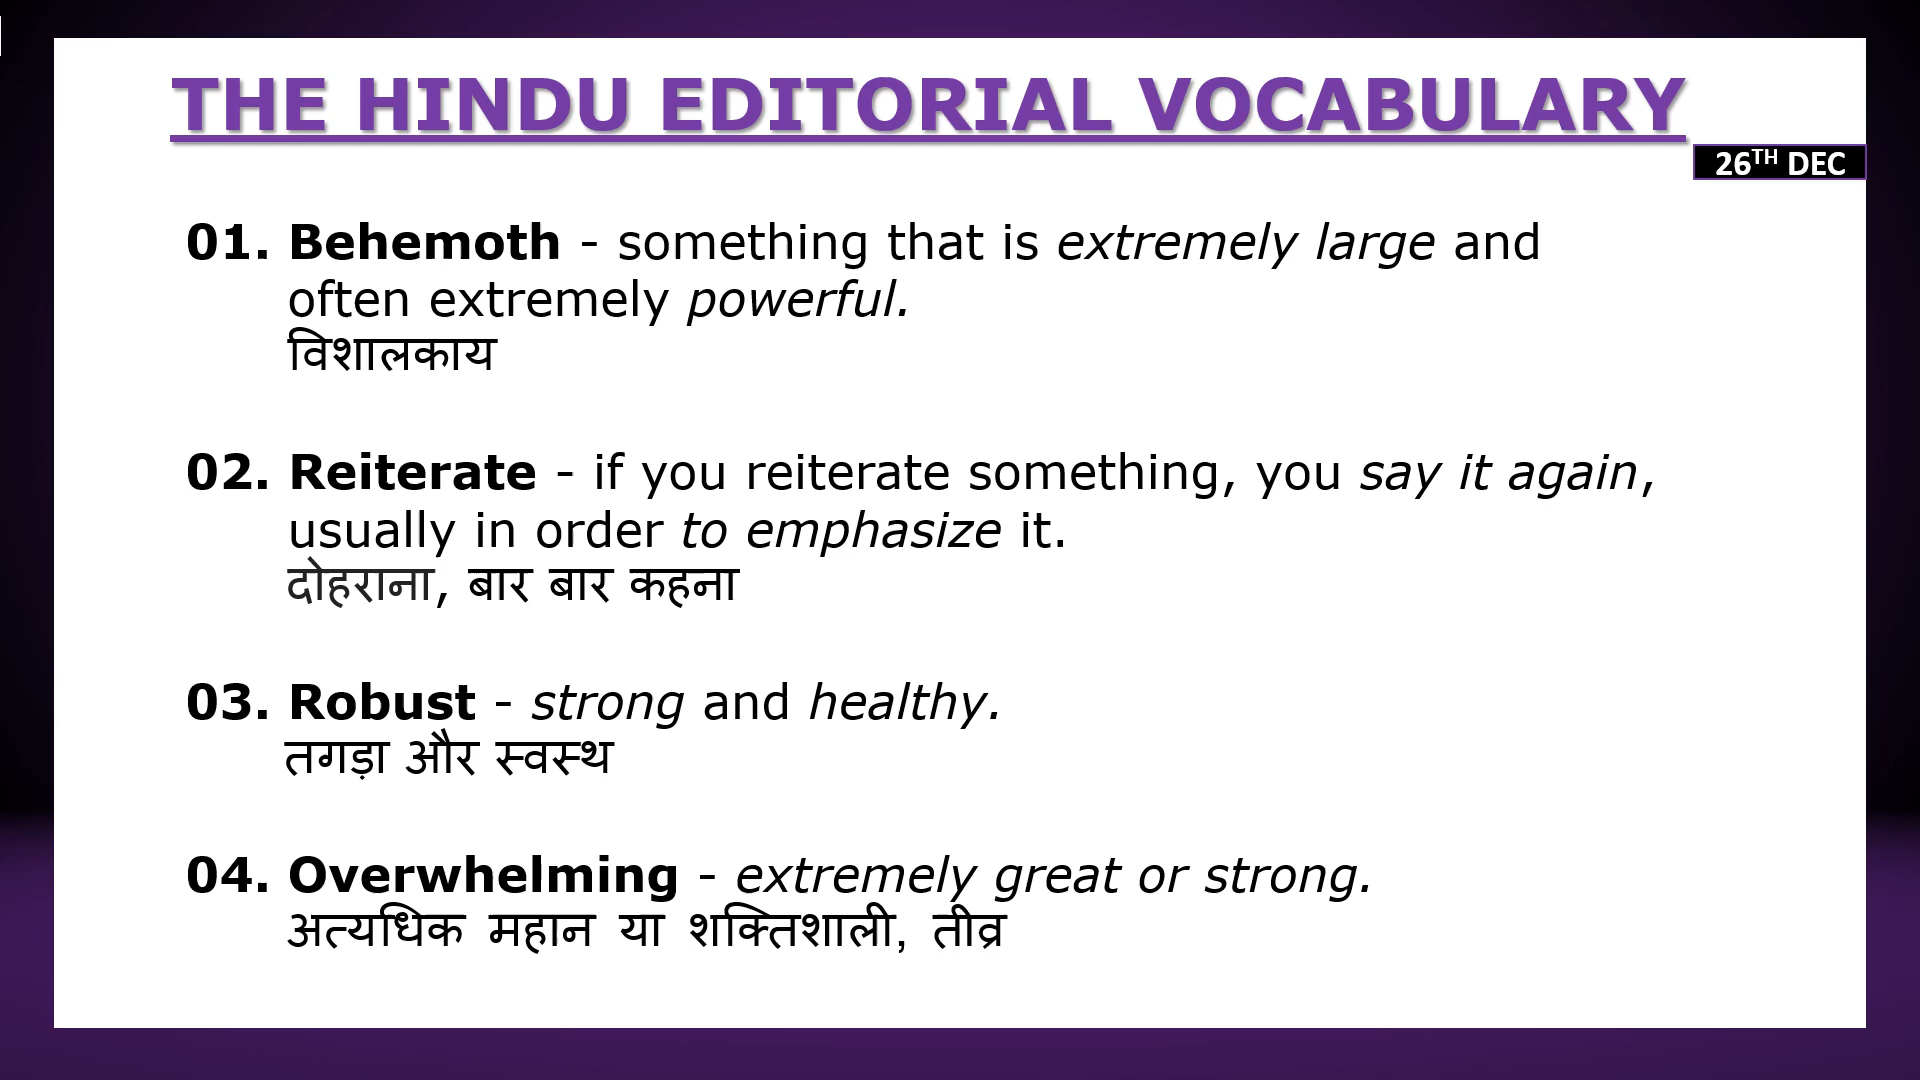 THE HINDU EDITORIAL VOCABULARY
26TH DEC
01. Behemoth - something that is extremely large and
often extremely powerful.
विशालकाय
02. Reiterate - if you reiterate something, you say it again,
usually in order to emphasize it.
दोहराना, बार बार कहना
03. Robust - strong and healthy.
तगड़ा और स्वस्थ
04. Overwhelming - extremely great or strong.
अत्यधिक महान या शक्तिशाली, तीव्र